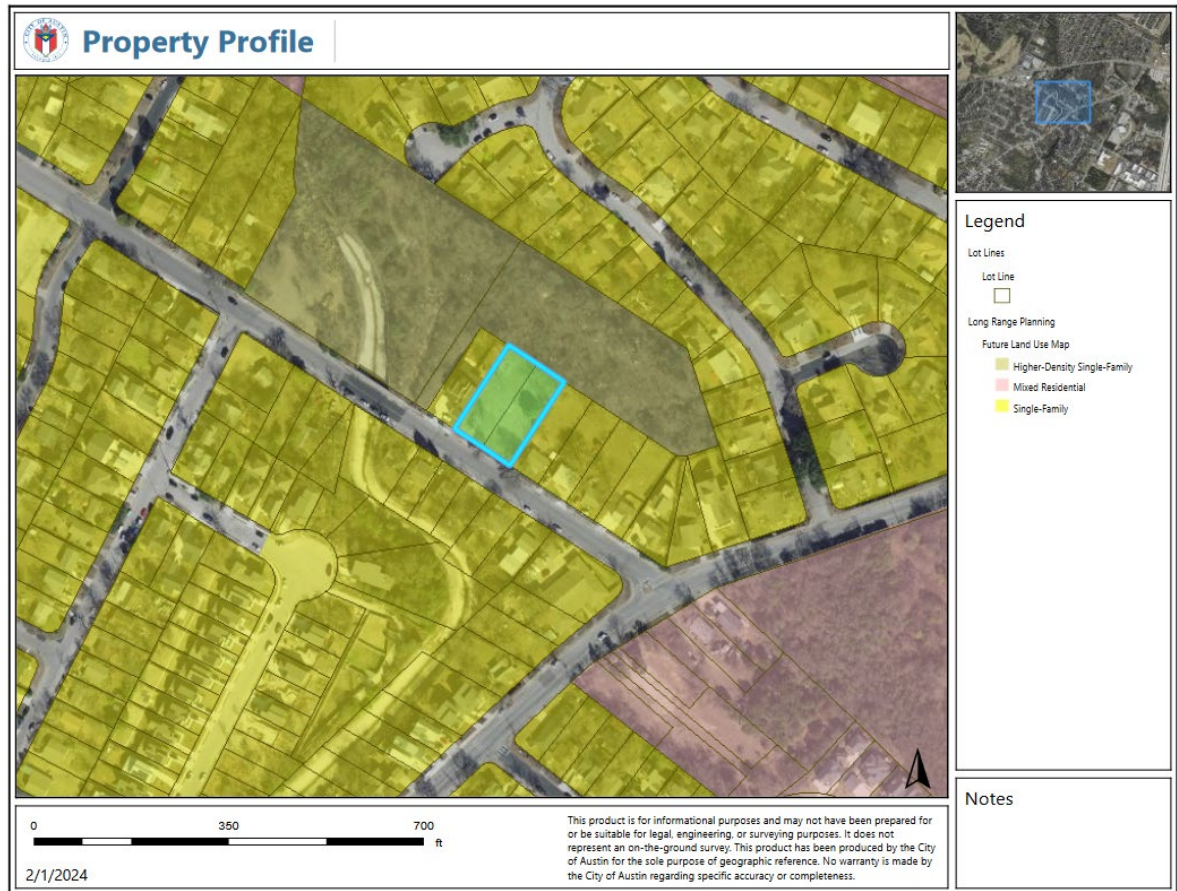 Property Profile
Legend
Lot Lines
Lot Line
Long Range Planning
Future Land Use Map
Higher-Density Single-Family
Mixed Residential
Single-Family
Notes
0 350 700
ft
2/1/2024
This product is for informational purposes and may not have been prepared for
or be suitable for legal, engineering, or surveying purposes. It does not
represent an on-the-ground survey. This product has been produced by the City
of Austin for the sole purpose of geographic reference. No warranty is made by
the City of Austin regarding specific accuracy or completeness.